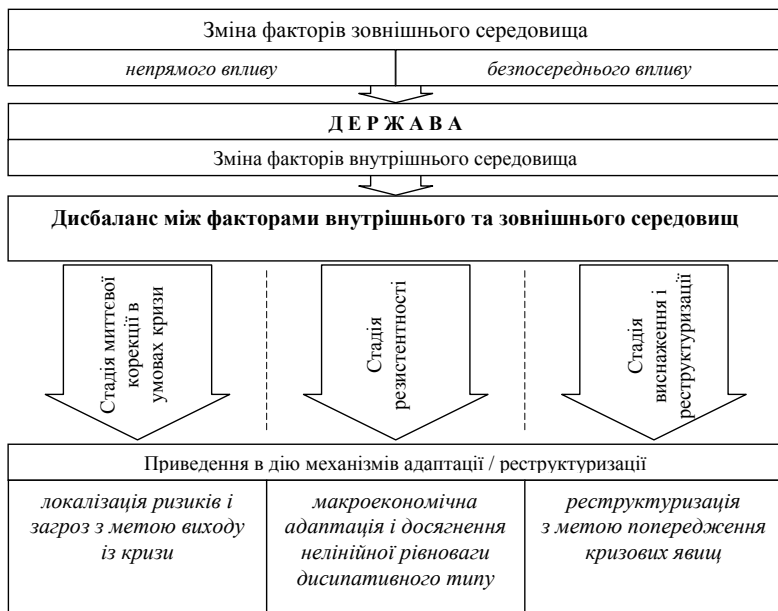 Зміна факторів зовнішнього середовища
непрямого впливу
безпосереднього впливу
Д Е Р Ж А В А
Зміна факторів внутрішнього середовища
Дисбаланс між факторами внутрішнього та зовнішнього середовищ
Стадія миттєвої
корекції в
умовах кризи
Стадія
резистентності
Стадія
виснаження і
реструктуризації
Приведення в дію механізмів адаптації / реструктуризації
локалізація ризиків і
загроз з метою виходу
із кризи
макроекономічна
адаптація і досягнення
нелінійної рівноваги
дисипативного типу
реструктуризація
з метою попередження
кризових явищ